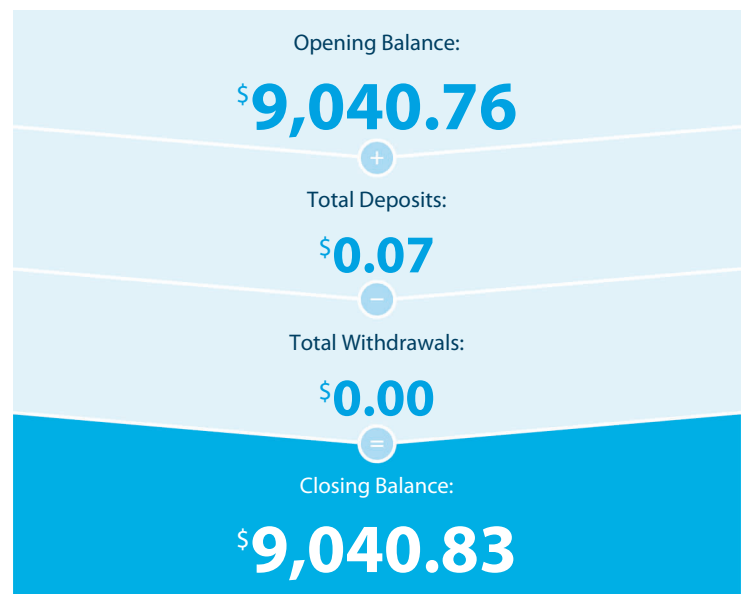 Opening Balance:
$9,040.76
+
Total Deposits:
$0.07
−
Total Withdrawals:
$0.00
=
Closing Balance:
$9,040.83